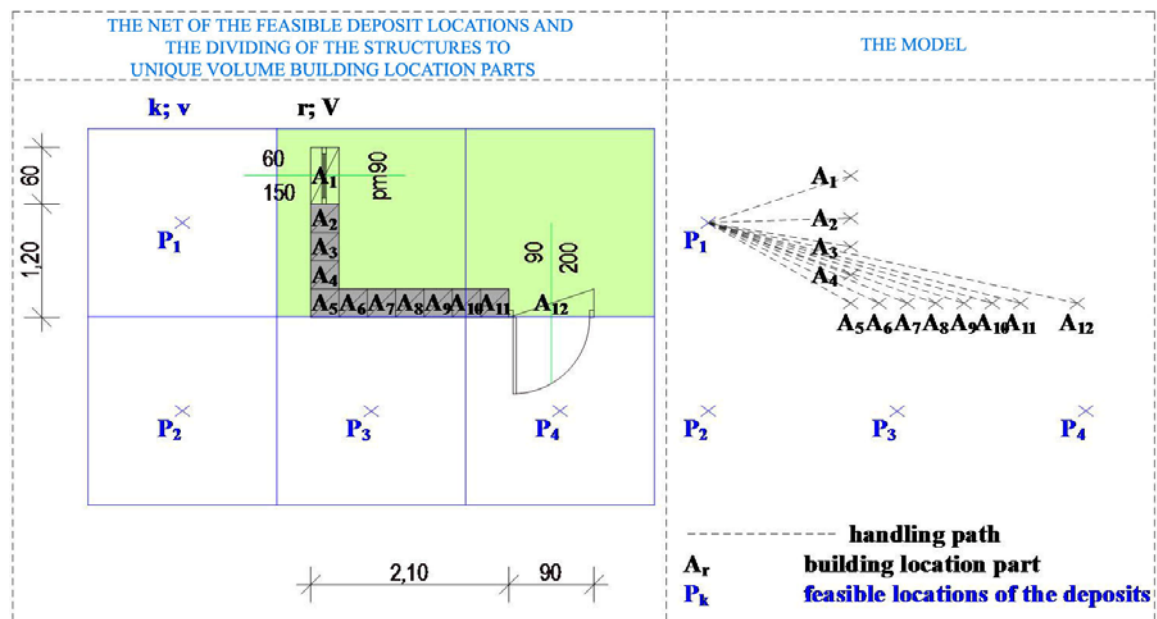 THE NET OF THE FEASIBLE DEPOSIT LOCATIONS AND
THE DIVIDING OF THE STRUCTURES TO
UNIQUE VOLUME BUILDING LOCATION PARTS
THE MODEL
k; v
r; V
60
1,20
60
150
pm90
A₁
A₂
A₃
A₄
A₅ A₆ A₇ A₈ A₉ A₁₀ A₁₁ A₁₂
90
200
P₁
P₂
P₃
P₄
2,10
90
A₁
A₂
A₃
A₄
A₅ A₆ A₇ A₈ A₉ A₁₀ A₁₁ A₁₂
P₁
P₂
P₃
P₄
handling path
Aᵣ building location part
Pₖ feasible locations of the deposits